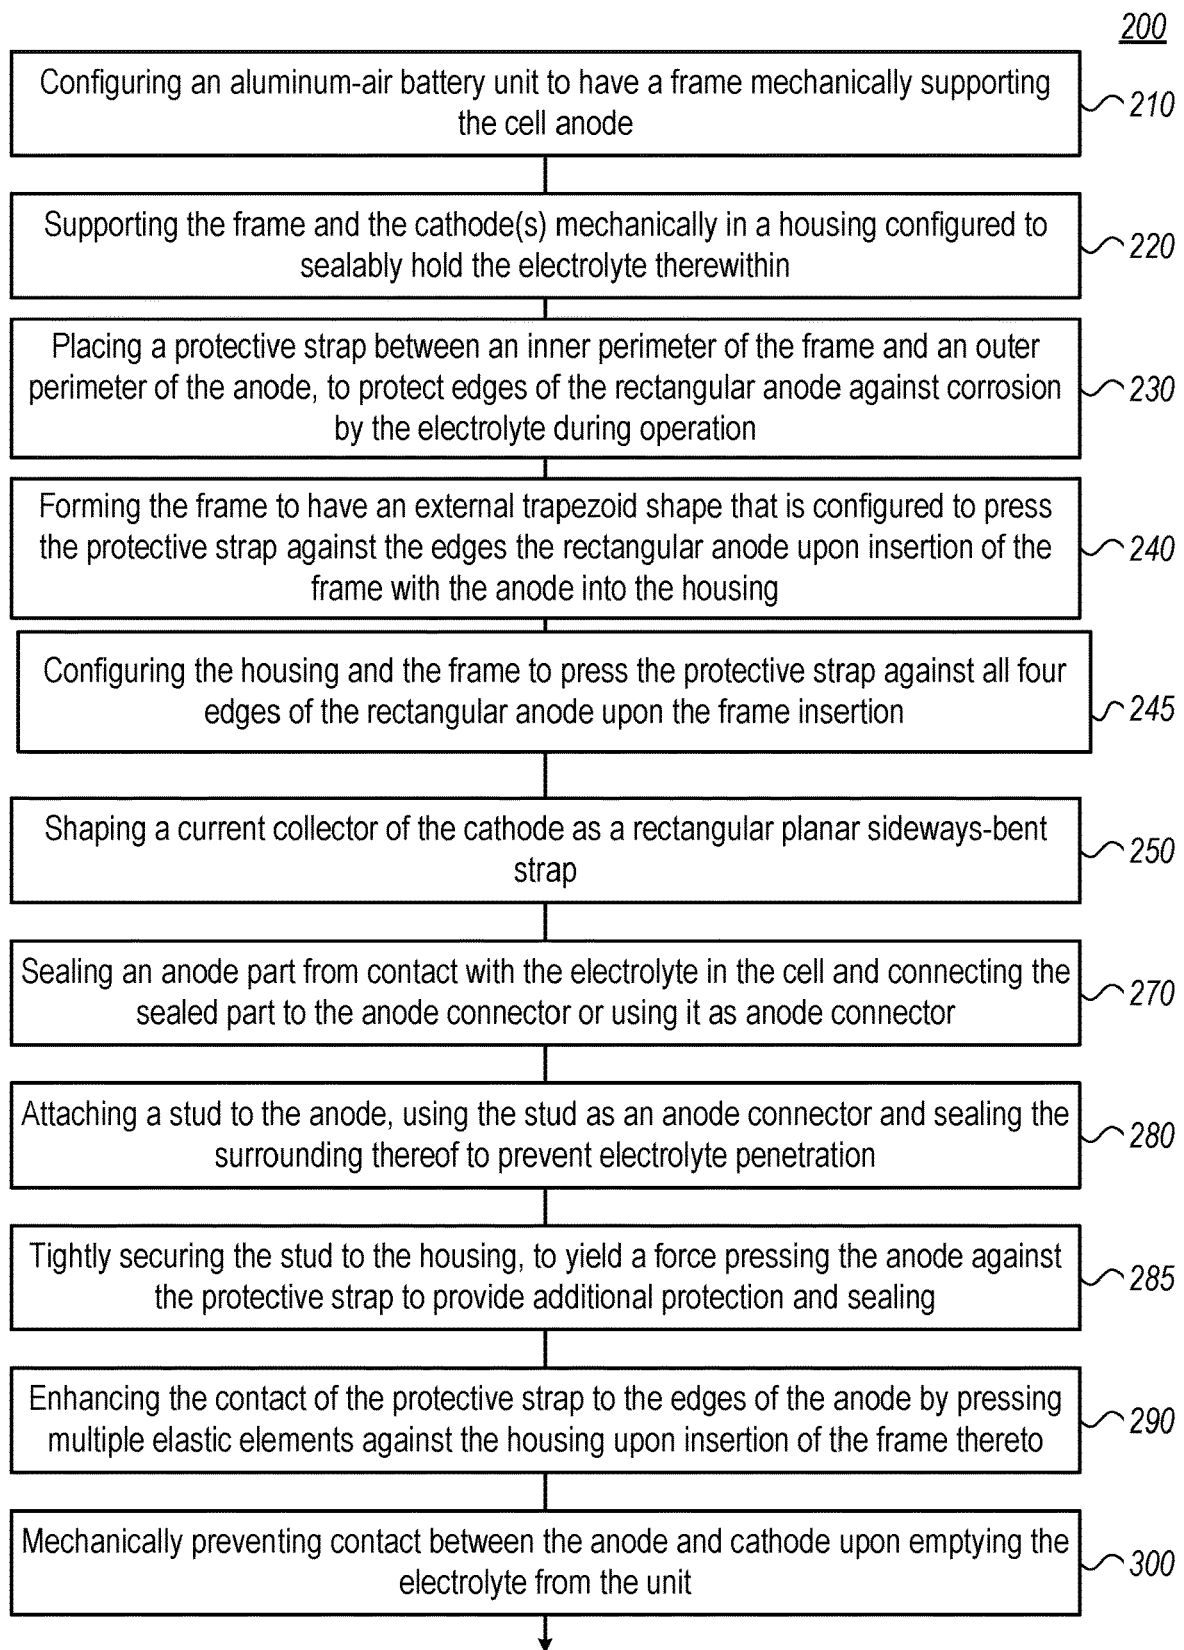 200
Configuring an aluminum-air battery unit to have a frame mechanically supporting
the cell anode
210
Supporting the frame and the cathode(s) mechanically in a housing configured to
sealably hold the electrolyte therewithin
220
Placing a protective strap between an inner perimeter of the frame and an outer
perimeter of the anode, to protect edges of the rectangular anode against corrosion
by the electrolyte during operation
230
Forming the frame to have an external trapezoid shape that is configured to press
the protective strap against the edges the rectangular anode upon insertion of the
frame with the anode into the housing
240
Configuring the housing and the frame to press the protective strap against all four
edges of the rectangular anode upon the frame insertion
245
Shaping a current collector of the cathode as a rectangular planar sideways-bent
strap
250
Sealing an anode part from contact with the electrolyte in the cell and connecting the
sealed part to the anode connector or using it as anode connector
270
Attaching a stud to the anode, using the stud as an anode connector and sealing the
surrounding thereof to prevent electrolyte penetration
280
Tightly securing the stud to the housing, to yield a force pressing the anode against
the protective strap to provide additional protection and sealing
285
Enhancing the contact of the protective strap to the edges of the anode by pressing
multiple elastic elements against the housing upon insertion of the frame thereto
290
Mechanically preventing contact between the anode and cathode upon emptying the
electrolyte from the unit
300